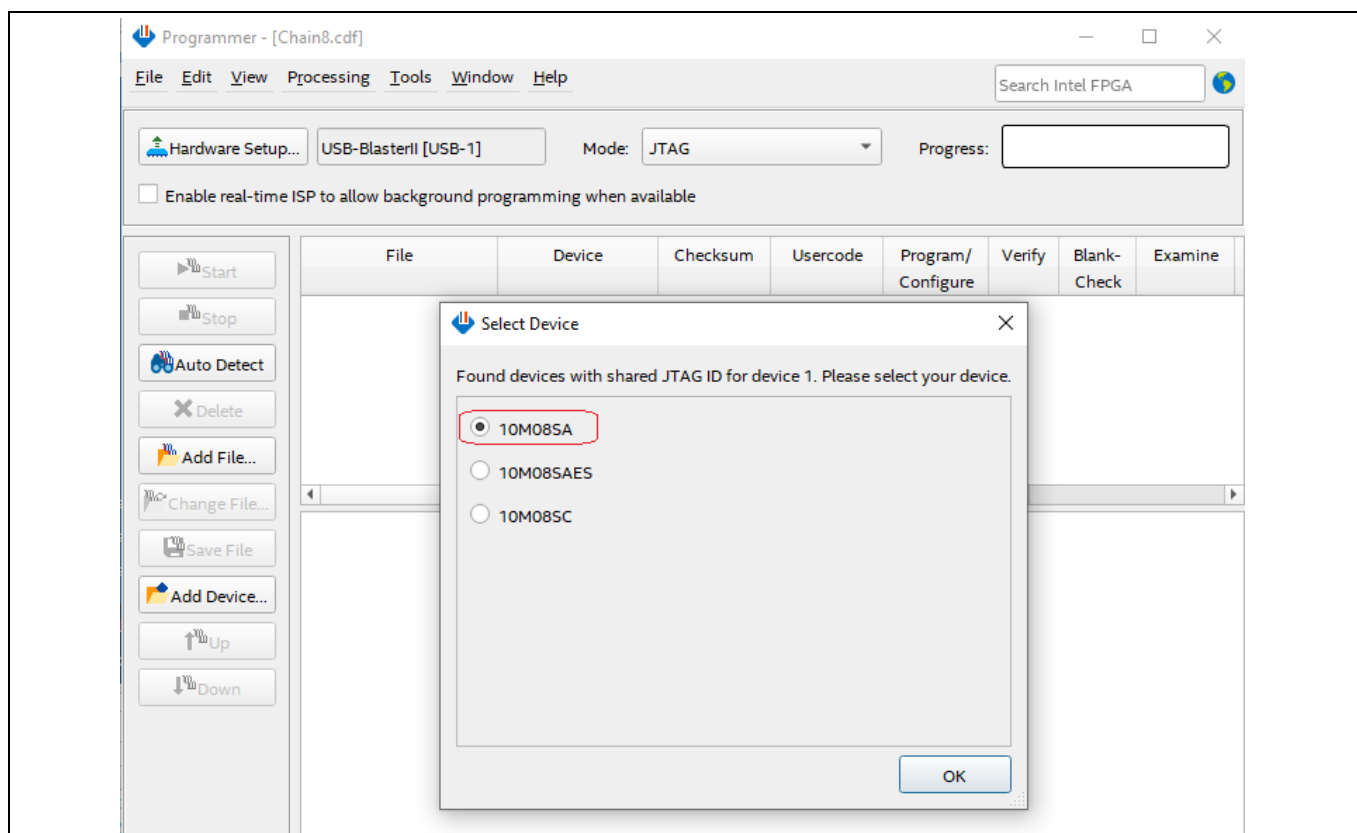 Programmer - [Chain8.cdf]
File Edit View Processing Tools Window Help
Search Intel FPGA
Hardware Setup... USB-BlasterII [USB-1] Mode: JTAG Progress:
Enable real-time ISP to allow background programming when available
Start
Stop
Auto Detect
Delete
Add File...
Change File...
Save File
Add Device...
Up
Down
File Device Checksum Usercode Program/ Verify Blank- Examine
Configure Check
Select Device
Found devices with shared JTAG ID for device 1. Please select your device.
10M08SA
10M08SAES
10M08SC
OK